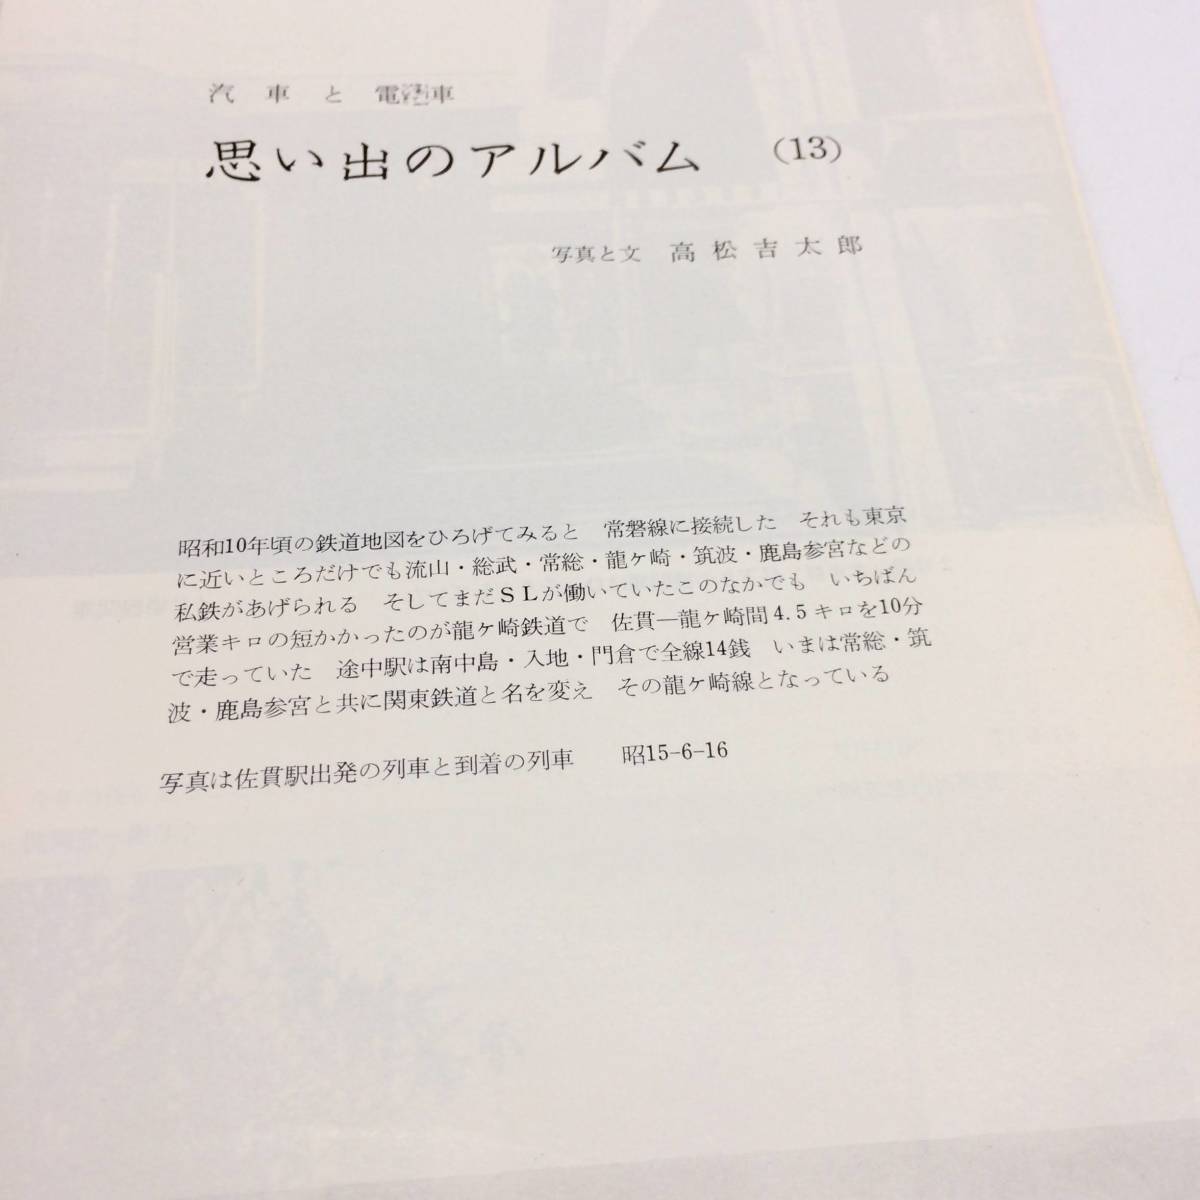 汽車と電車
思い出のアルバム (13)
写真と文 高松吉太郎
昭和10年頃の鉄道地図をひろげてみると 常磐線に接続した それも東京
に近いところだけでも流山・総武・常総・龍ケ崎・筑波・鹿島参宮などの
私鉄があげられる そしてまだSLが働いていたこのなかでも いちばん
営業キロの短かかったのが龍ケ崎鉄道で 佐貫―龍ケ崎間4.5キロを10分
で走っていた 途中駅は南中島・入地・門倉で全線14銭 いまは常総・筑
波・鹿島参宮と共に関東鉄道と名を変え その龍ケ崎線となっている
写真は佐貫駅出発の列車と到着の列車 昭15-6-16